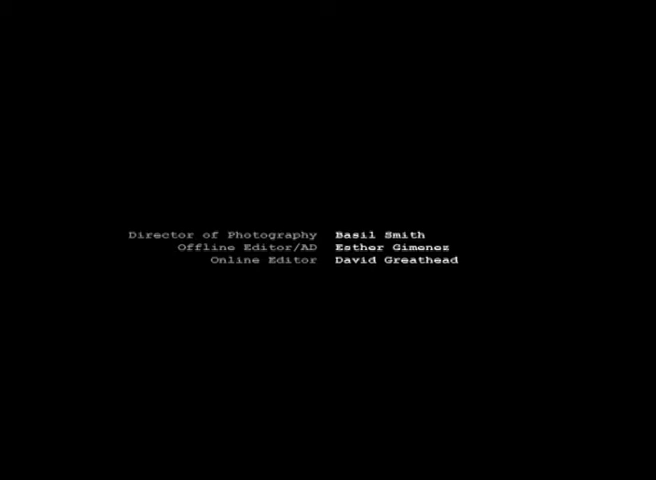 Director of Photography Basil Smith
Offline Editor/AD Esther Gimenez
Online Editor David Greathead